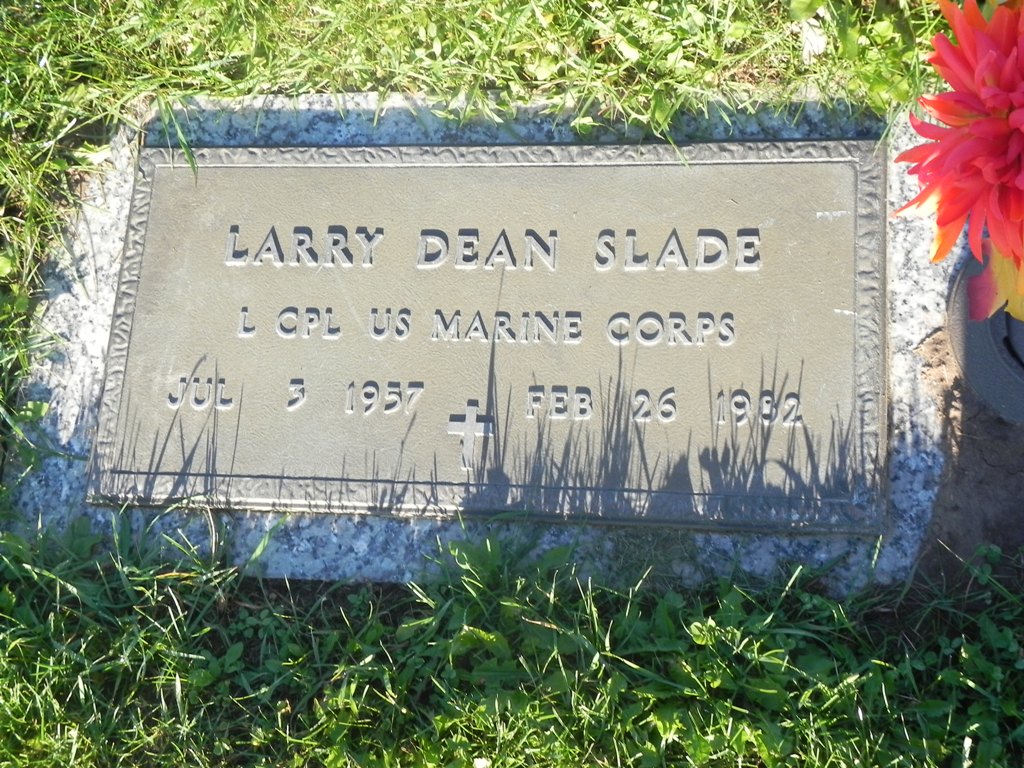 LARRY DEAN SLADE
L CPL US MARINE CORPS
JUL 3 1957 FEB 26 1982